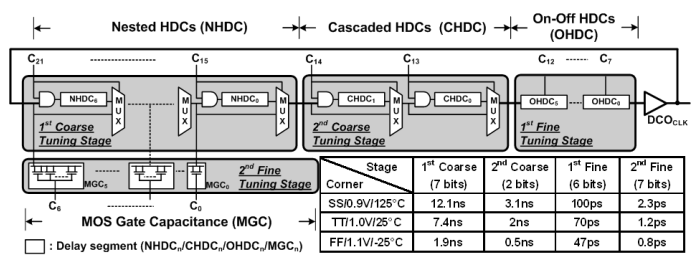 Nested HDCs (NHDC) Cascaded HDCs (CHDC) On-Off HDCs (OHDC)
C21 C15 C14 C13 C12 C7
NHDC6 MUX MUX NHDC0 MUX CHDC1 MUX CHDC0 MUX OHDC5 OHDC0 DCOCLK
1st Coarse Tuning Stage
2nd Coarse Tuning Stage
1st Fine Tuning Stage
MGC5 MGC0 2nd Fine Tuning Stage
C6 C0
MOS Gate Capacitance (MGC)
: Delay segment (NHDCn/CHDCn/OHDCn/MGCn)
Stage Corner 1st Coarse (7 bits) 2nd Coarse (2 bits) 1st Fine (6 bits) 2nd Fine (7 bits)
SS/0.9V/125°C 12.1ns 3.1ns 100ps 2.3ps
TT/1.0V/25°C 7.4ns 2ns 70ps 1.2ps
FF/1.1V/-25°C 1.9ns 0.5ns 47ps 0.8ps